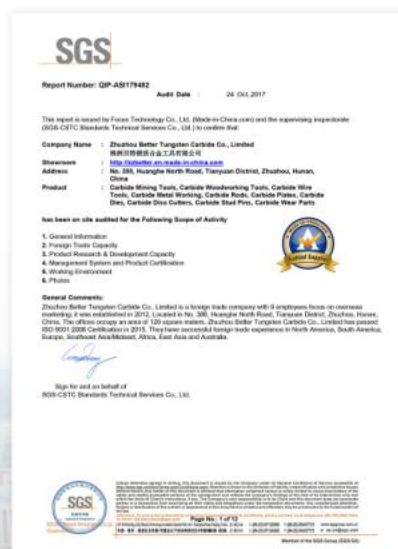 SGS
Report Number: QIP-ASI179482
Audit Date : 24 Oct.2017
This report is issued by Focus Technology Co., Ltd. (Made-in-China.com) and the supervising inspectorate
(SGS-CSTC Standards Technical Services Co., Ltd.) to confirm that:
Company Name : Zhuzhou Better Tungsten Carbide Co., Limited
Showroom : http://zzbetter.en.made-in-china.com
Address : No. 388, Huanghe North Road, Tianyuan District, Zhuzhou, Hunan,
China
Product : Carbide Mining Tools, Carbide Woodworking Tools, Carbide Wire
Tools, Carbide Metal Working, Carbide Rods, Carbide Plates, Carbide
Dies, Carbide Disc Cutters, Carbide Stud Pins, Carbide Wear Parts
has been on site audited for the Following Scope of Activity
1. General Information
2. Foreign Trade Capacity
3. Product Research & Development Capacity
4. Management System and Product Certification
5. Working Environment
6. Photos
Audited Supplier
General Comments:
Zhuzhou Better Tungsten Carbide Co., Limited is a foreign trade company with 9 employees focus on overseas
marketing; it was established in 2012. Located in No. 388, Huanghe North Road, Tianyuan District, Zhuzhou, Hunan,
China. The offices occupy an area of 120 square meters. Zhuzhou Better Tungsten Carbide Co., Limited has passed
ISO 9001:2008 Certification in 2015. They have successful foreign trade experience in North America, South America,
Europe, Southeast Asia/Mideast, Africa, East Asia and Australia.
Sign for and on behalf of
SGS-CSTC Standards Technical Services Co., Ltd.
SGS
Page No.: 1 of 13
Member of the SGS Group (SGS SA)